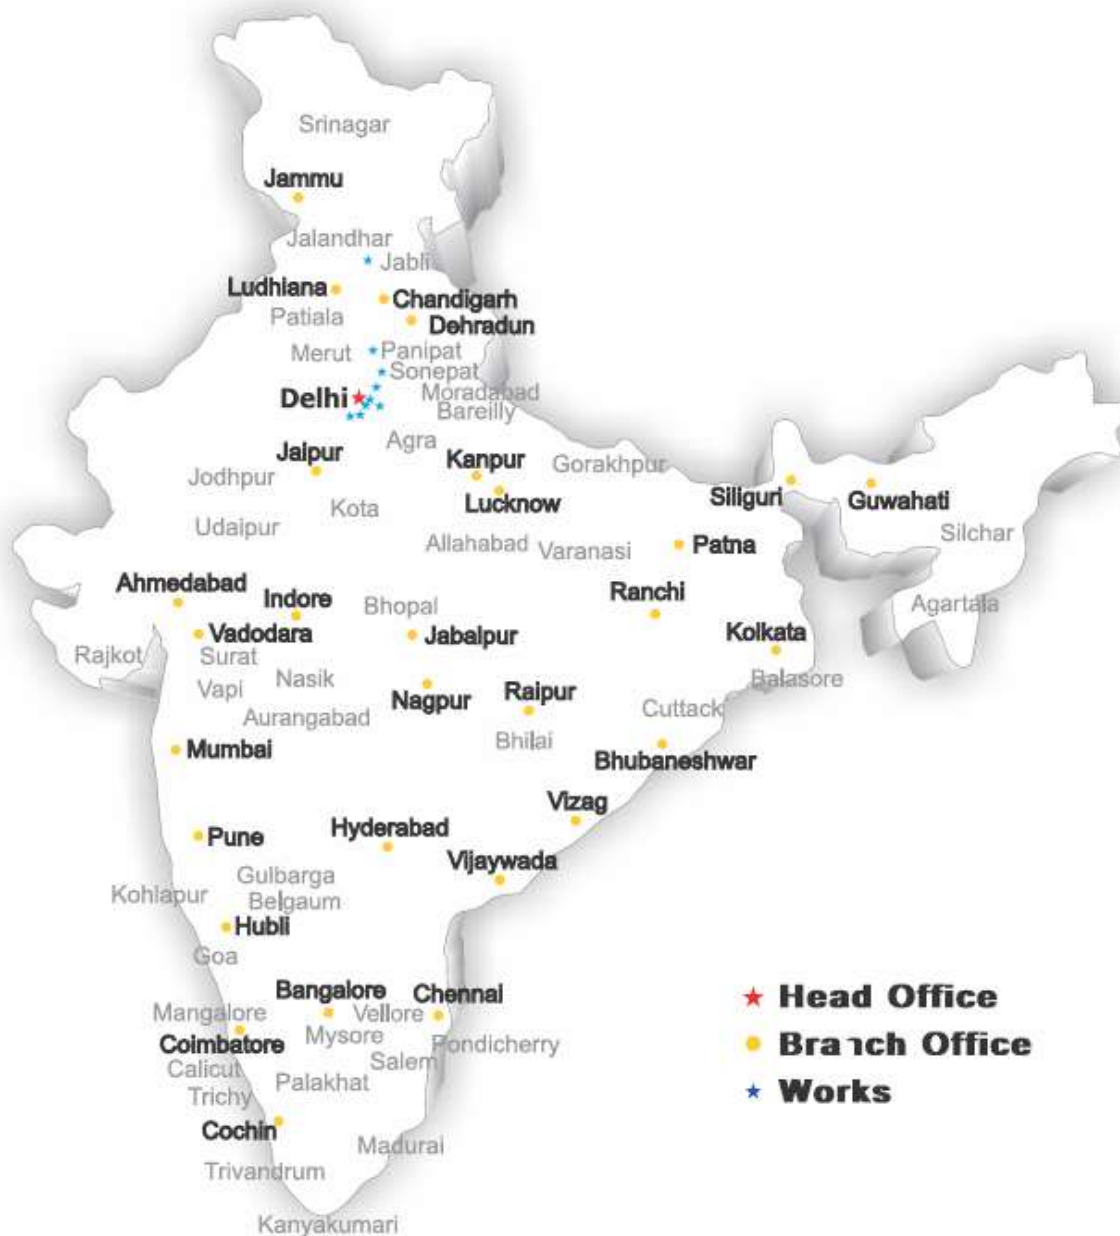 Srinagar
Jammu
Jalandhar
Jabli
Ludhiana
Chandigarh
Patiala
Dehradun
Merut
Panipat
Sonepat
Delhi
Moradabad
Bareilly
Agra
Jaipur
Kanpur
Gorakhpur
Jodhpur
Lucknow
Siliguri
Guwahati
Kota
Udaipur
Silchar
Allahabad
Varanasi
Patna
Ahmedabad
Indore
Bhopal
Ranchi
Agartala
Vadodara
Jabalpur
Kolkata
Rajkot
Surat
Nasik
Balasore
Vapi
Nagpur
Raipur
Cuttack
Aurangabad
Bhilai
Mumbai
Bhubaneshwar
Vizag
Pune
Hyderabad
Vijaywada
Gulbarga
Kohlapur
Belgaum
Hubli
Goa
Bangalore
Chennai
Head Office
Mangalore
Vellore
Mysore
Coimbatore
Pondicherry
Branch Office
Calicut
Salem
Palakhat
Trichy
Works
Cochin
Madurai
Trivandrum
Kanyakumari